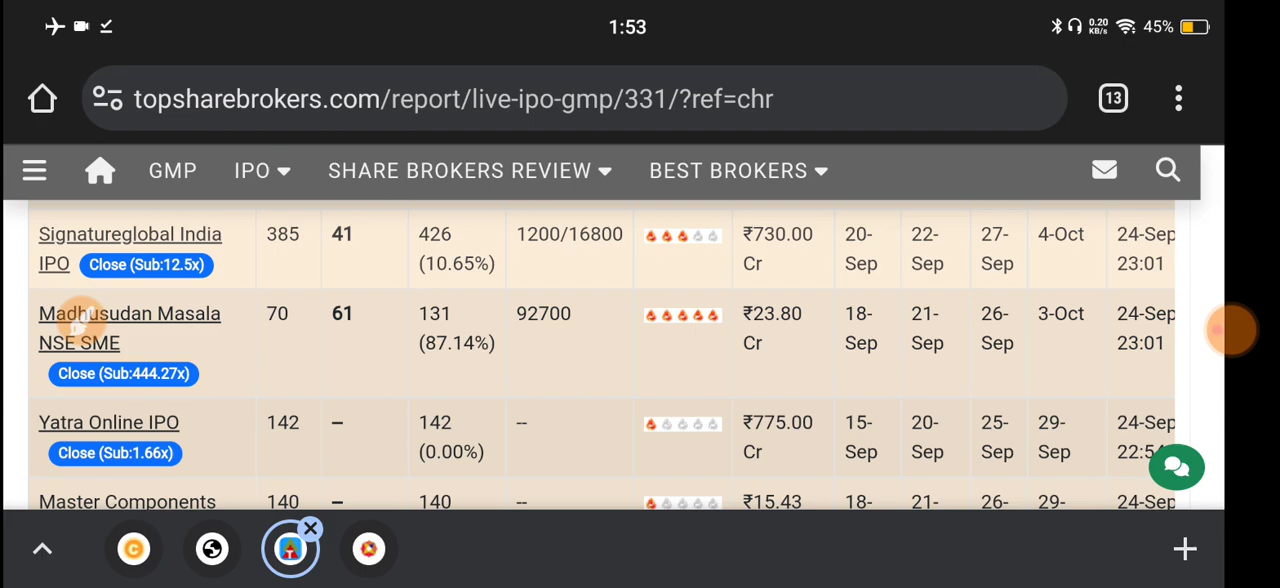 1:53
0.20
KB/s
45%
topsharebrokers.com/report/live-ipo-gmp/331/?ref=chr
13
GMP IPO SHARE BROKERS REVIEW BEST BROKERS
Signatureglobal India 385 41 426 1200/16800 ₹730.00 20- 22- 27- 4-Oct 24-Sep
IPO Close (Sub:12.5x) (10.65%) Cr Sep Sep Sep 23:01
Madhusudan Masala 70 61 131 92700 ₹23.80 18- 21- 26- 3-Oct 24-Sep
NSE SME (87.14%) Cr Sep Sep Sep 23:01
Close (Sub:444.27x)
Yatra Online IPO 142 – 142 -- ₹775.00 15- 20- 25- 29- 24-Sep
Close (Sub:1.66x) (0.00%) Cr Sep Sep Sep Sep 22:54
Master Components 140 – 140 -- ₹15.43 18- 21- 26- 29- 24-Sep